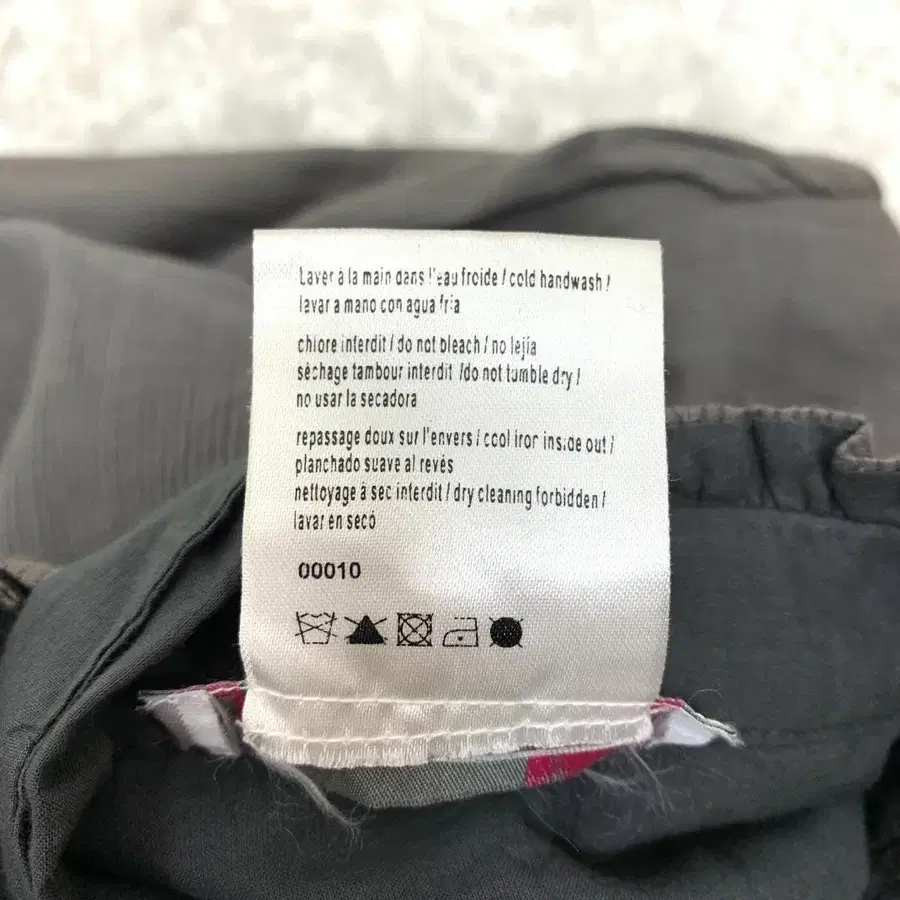 Laver à la main dans l'eau froide / cold handwash /
lavar a mano con agua fria
chlore interdit / do not bleach / no lejía
séchage tambour interdit /do not tumble dry /
no usar la secadora
repassage doux sur l'envers / cool iron inside out /
planchado suave al revés
nettoyage à sec interdit / dry cleaning forbidden /
lavar en secó
00010